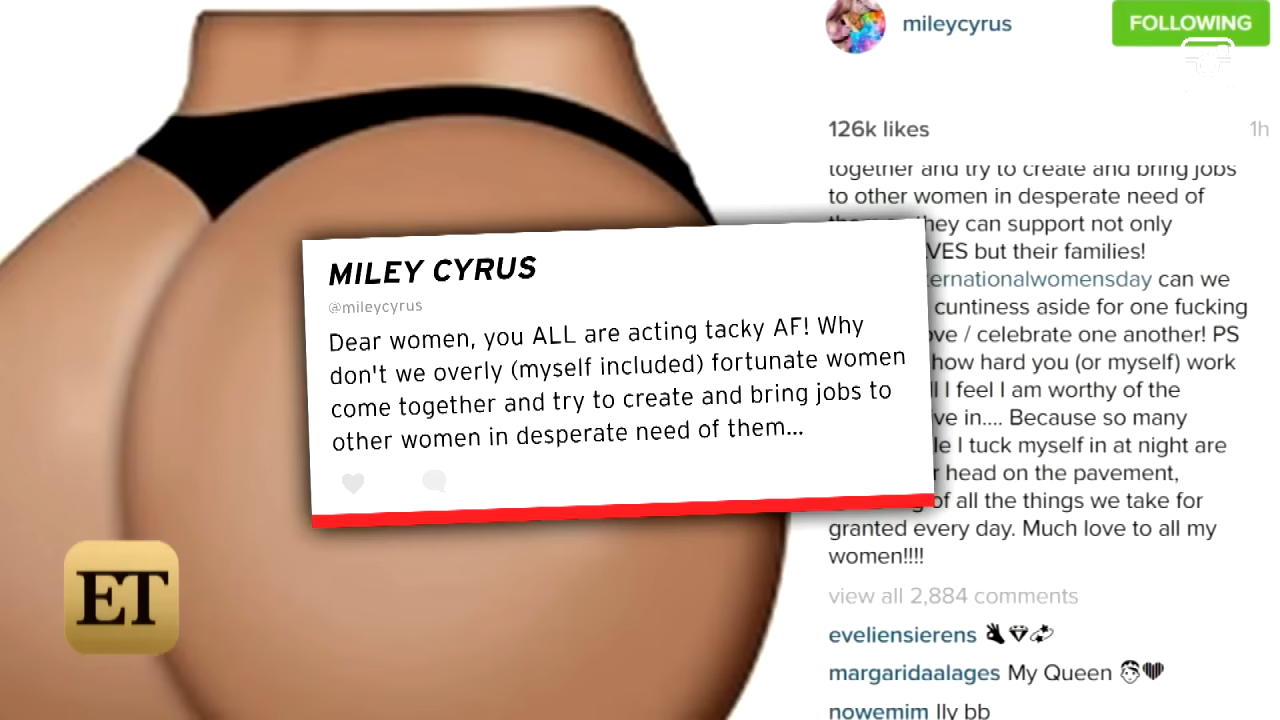 mileycyrus
FOLLOWING
126k likes
1h
together and try to create and bring jobs
to other women in desperate need of
they can support not only
VES but their families!
ernationalwomensday can we
cuntiness aside for one fucking
ove / celebrate one another! PS
how hard you (or myself) work
I feel I am worthy of the
ve in.... Because so many
le I tuck myself in at night are
head on the pavement,
of all the things we take for
granted every day. Much love to all my
women!!!!
view all 2,884 comments
eveliensierens
margaridaalages My Queen
nowemim lly bb
MILEY CYRUS
@mileycyrus
Dear women, you ALL are acting tacky AF! Why
don't we overly (myself included) fortunate women
come together and try to create and bring jobs to
other women in desperate need of them...
ET